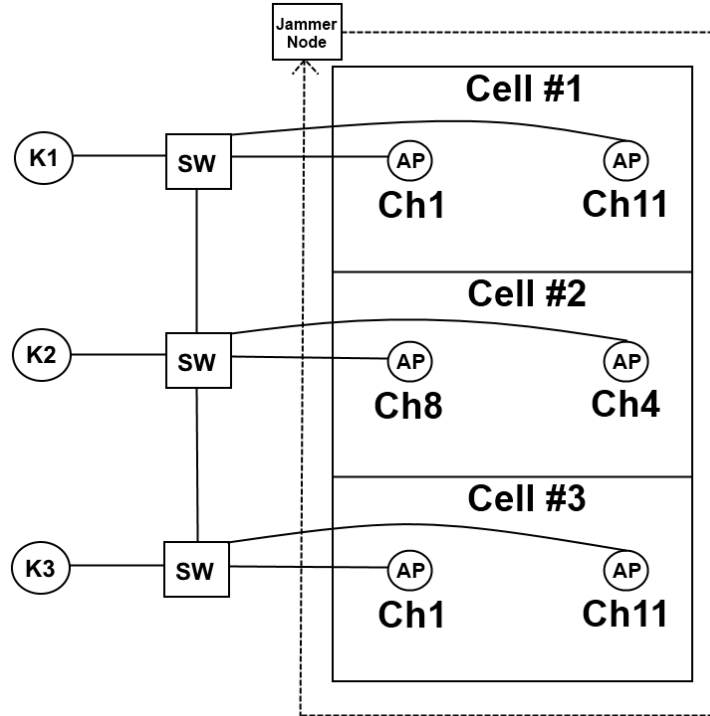 Jammer
Node
Cell #1
K1
SW
AP
AP
Ch1
Ch11
Cell #2
K2
SW
AP
AP
Ch8
Ch4
Cell #3
K3
SW
AP
AP
Ch1
Ch11